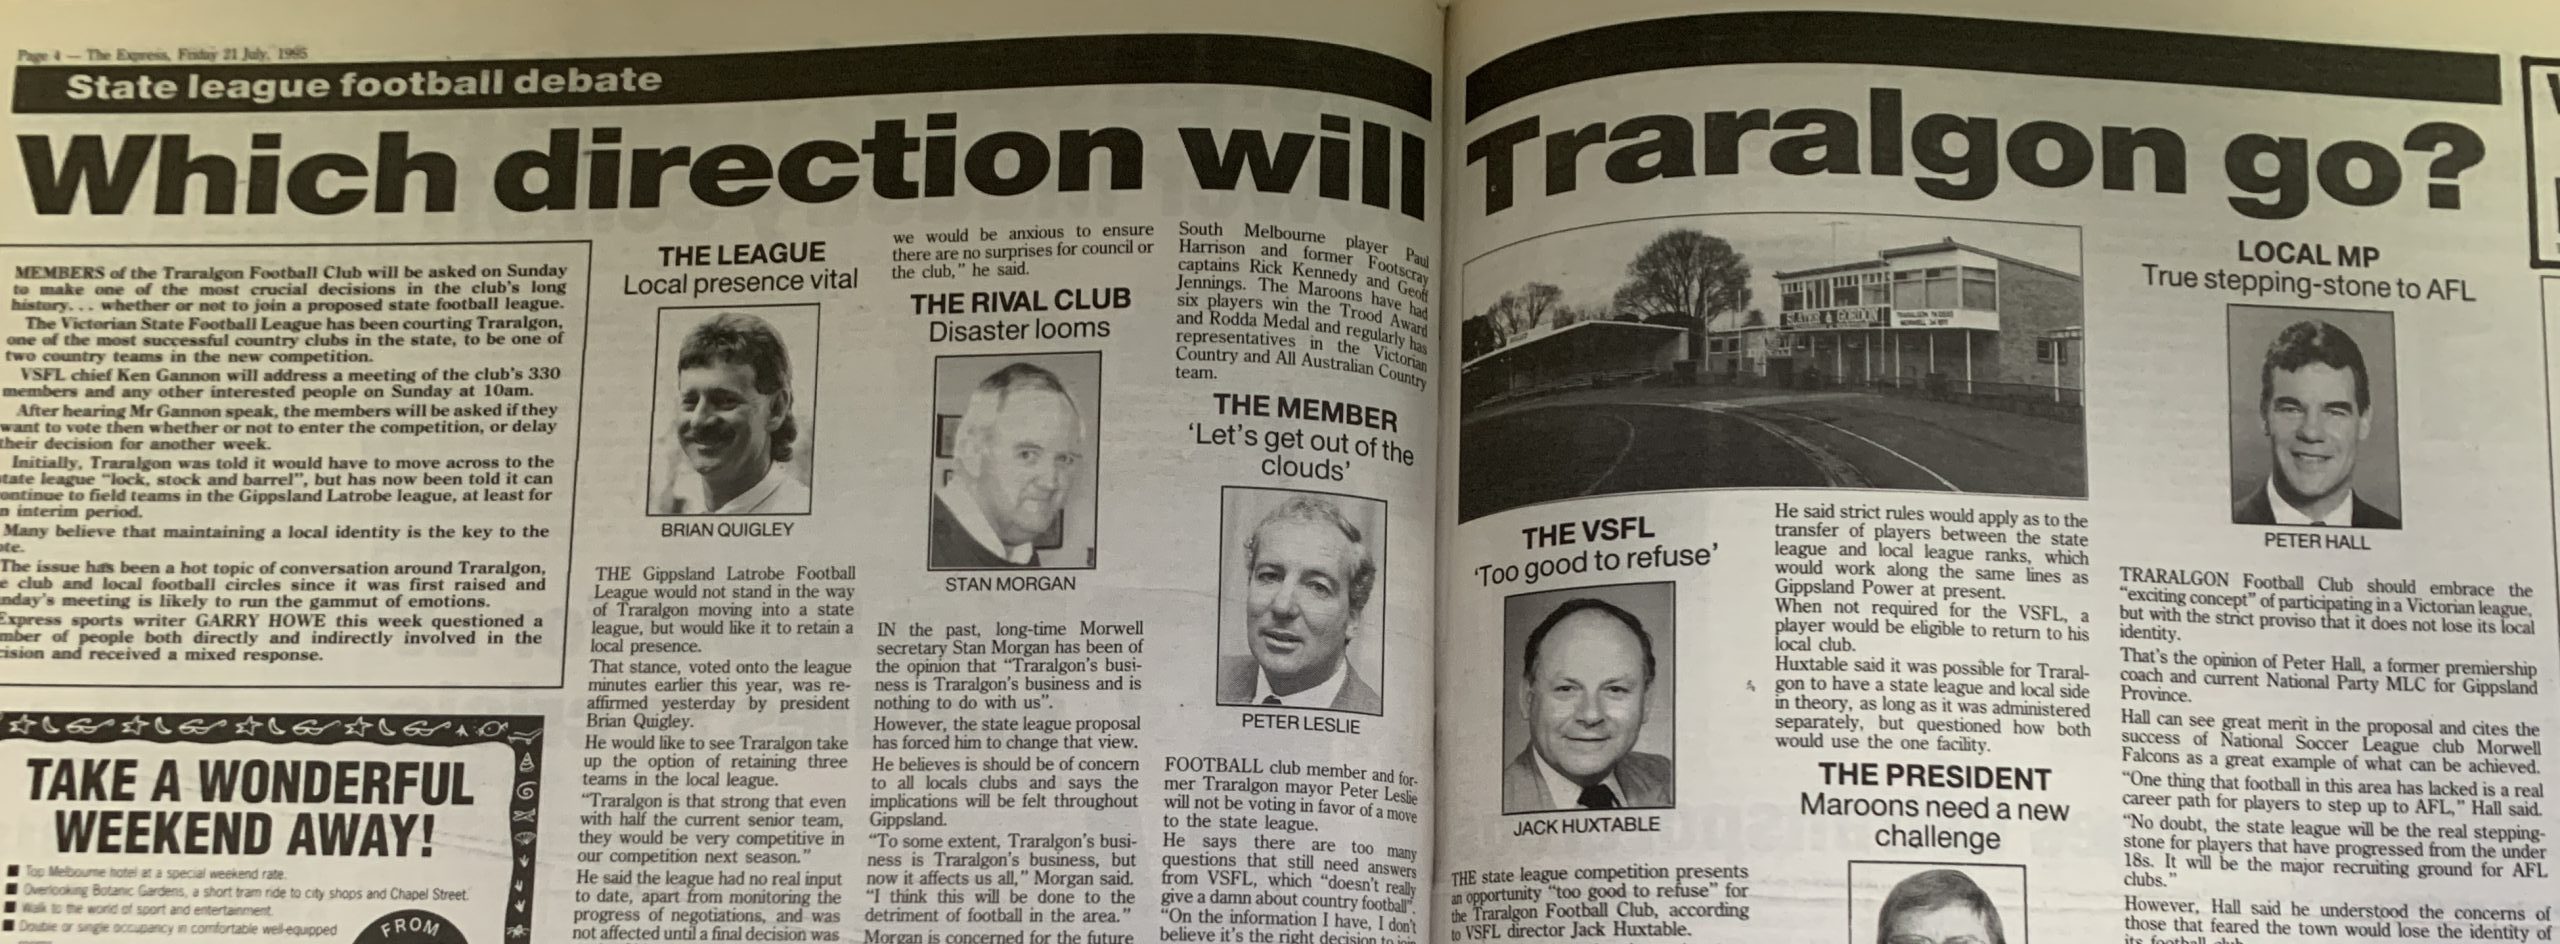 Page 4 — The Express, Friday 21 July, 1995
State league football debate
Which direction will Traralgon go?
MEMBERS of the Traralgon Football Club will be asked on Sunday
to make one of the most crucial decisions in the club's long
history. . . whether or not to join a proposed state football league.
The Victorian State Football League has been courting Traralgon,
one of the most successful country clubs in the state, to be one of
two country teams in the new competition.
VSFL chief Ken Gannon will address a meeting of the club's 330
members and any other interested people on Sunday at 10am.
After hearing Mr Gannon speak, the members will be asked if they
want to vote then whether or not to enter the competition, or delay
their decision for another week.
Initially, Traralgon was told it would have to move across to the
tate league "lock, stock and barrel", but has now been told it can
ontinue to field teams in the Gippsland Latrobe league, at least for
n interim period.
Many believe that maintaining a local identity is the key to the
ote.
The issue has been a hot topic of conversation around Traralgon,
e club and local football circles since it was first raised and
nday's meeting is likely to run the gammut of emotions.
Express sports writer GARRY HOWE this week questioned a
mber of people both directly and indirectly involved in the
cision and received a mixed response.
TAKE A WONDERFUL
WEEKEND AWAY!
Top Melbourne hotel at a special weekend rate.
Overlooking Botanic Gardens, a short tram ride to city shops and Chapel Street.
Walk to the world of sport and entertainment.
Double or single occupancy in comfortable well-equipped
FROM
THE LEAGUE
Local presence vital
BRIAN QUIGLEY
THE Gippsland Latrobe Football
League would not stand in the way
of Traralgon moving into a state
league, but would like it to retain a
local presence.
That stance, voted onto the league
minutes earlier this year, was re-
affirmed yesterday by president
Brian Quigley.
He would like to see Traralgon take
up the option of retaining three
teams in the local league.
"Traralgon is that strong that even
with half the current senior team,
they would be very competitive in
our competition next season."
He said the league had no real input
to date, apart from monitoring the
progress of negotiations, and was
not affected until a final decision was
we would be anxious to ensure
there are no surprises for council or
the club," he said.
THE RIVAL CLUB
Disaster looms
STAN MORGAN
IN the past, long-time Morwell
secretary Stan Morgan has been of
the opinion that "Traralgon's busi-
ness is Traralgon's business and is
nothing to do with us".
However, the state league proposal
has forced him to change that view.
He believes is should be of concern
to all locals clubs and says the
implications will be felt throughout
Gippsland.
"To some extent, Traralgon's busi-
ness is Traralgon's business, but
now it affects us all," Morgan said.
"I think this will be done to the
detriment of football in the area."
Morgan is concerned for the future
South Melbourne player Paul
Harrison and former Footscray
captains Rick Kennedy and Geoff
Jennings. The Maroons have had
six players win the Trood Award
and Rodda Medal and regularly has
representatives in the Victorian
Country and All Australian Country
team.
THE MEMBER
'Let's get out of the
clouds'
PETER LESLIE
FOOTBALL club member and for-
mer Traralgon mayor Peter Leslie
will not be voting in favor of a move
to the state league.
He says there are too many
questions that still need answers
from VSFL, which "doesn't really
give a damn about country football".
"On the information I have, I don't
believe it's the right decision to join
SLATER & GORDON
THE VSFL
'Too good to refuse'
JACK HUXTABLE
THE state league competition presents
an opportunity "too good to refuse" for
the Traralgon Football Club, according
to VSFL director Jack Huxtable.
He said strict rules would apply as to the
transfer of players between the state
league and local league ranks, which
would work along the same lines as
Gippsland Power at present.
When not required for the VSFL, a
player would be eligible to return to his
local club.
Huxtable said it was possible for Traral-
gon to have a state league and local side
in theory, as long as it was administered
separately, but questioned how both
would use the one facility.
THE PRESIDENT
Maroons need a new
challenge
LOCAL MP
True stepping-stone to AFL
PETER HALL
TRARALGON Football Club should embrace the
"exciting concept" of participating in a Victorian league,
but with the strict proviso that it does not lose its local
identity.
That's the opinion of Peter Hall, a former premiership
coach and current National Party MLC for Gippsland
Province.
Hall can see great merit in the proposal and cites the
success of National Soccer League club Morwell
Falcons as a great example of what can be achieved.
"One thing that football in this area has lacked is a real
career path for players to step up to AFL," Hall said.
"No doubt, the state league will be the real stepping-
stone for players that have progressed from the under
18s. It will be the major recruiting ground for AFL
clubs."
However, Hall said he understood the concerns of
those that feared the town would lose the identity of
its football club